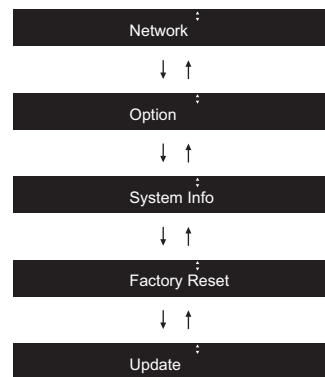 Network
Option
System Info
Factory Reset
Update